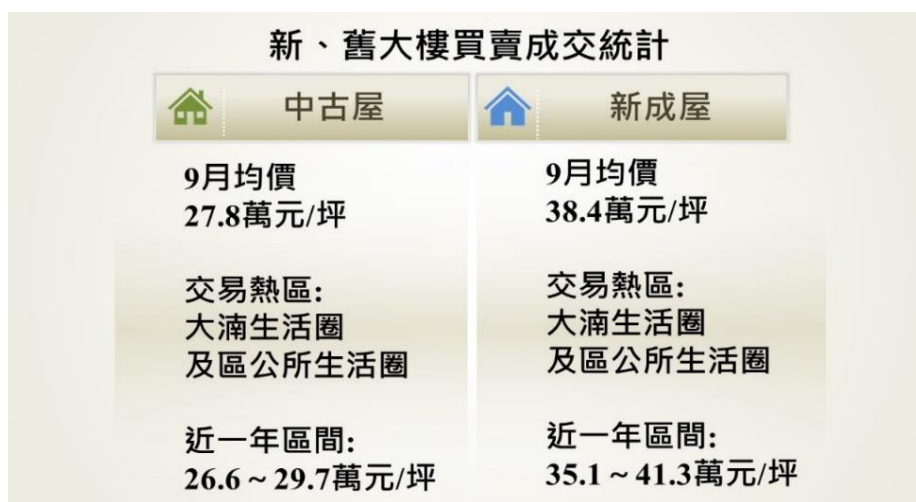 新、舊大樓買賣成交統計
中古屋
9月均價
27.8萬元/坪
交易熱區:
大湳生活圈
及區公所生活圈
近一年區間:
26.6~29.7萬元/坪
新成屋
9月均價
38.4萬元/坪
交易熱區:
大湳生活圈
及區公所生活圈
近一年區間:
35.1~41.3萬元/坪